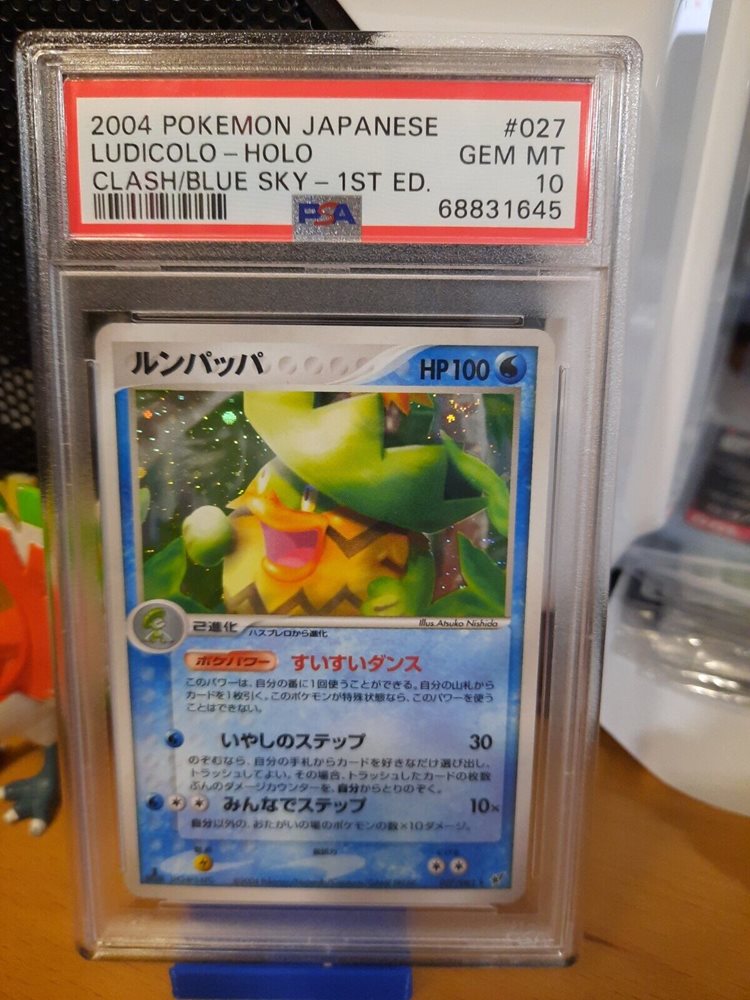 2004 POKEMON JAPANESE #027
LUDICOLO - HOLO GEM MT
CLASH/BLUE SKY - 1ST ED. 10
PSA 68831645
ルンパッパ HP100
Illus. Atsuko Nishida
2進化 ハスブレロから進化
ポケパワー すいすいダンス
このパワーは、自分の番に1回使うことができる。自分の山札から
カードを1枚引く。このポケモンが特殊状態なら、このパワーを使う
ことはできない。
いやしのステップ 30
のぞむなら、自分の手札からカードを好きなだけ選び出し、
トラッシュしてよい。その場合、トラッシュしたカードの枚数
ぶんのダメージカウンターを、自分からとりのぞく。
みんなでステップ 10×
自分以外の、おたがいの場のポケモンの数×10ダメージ。